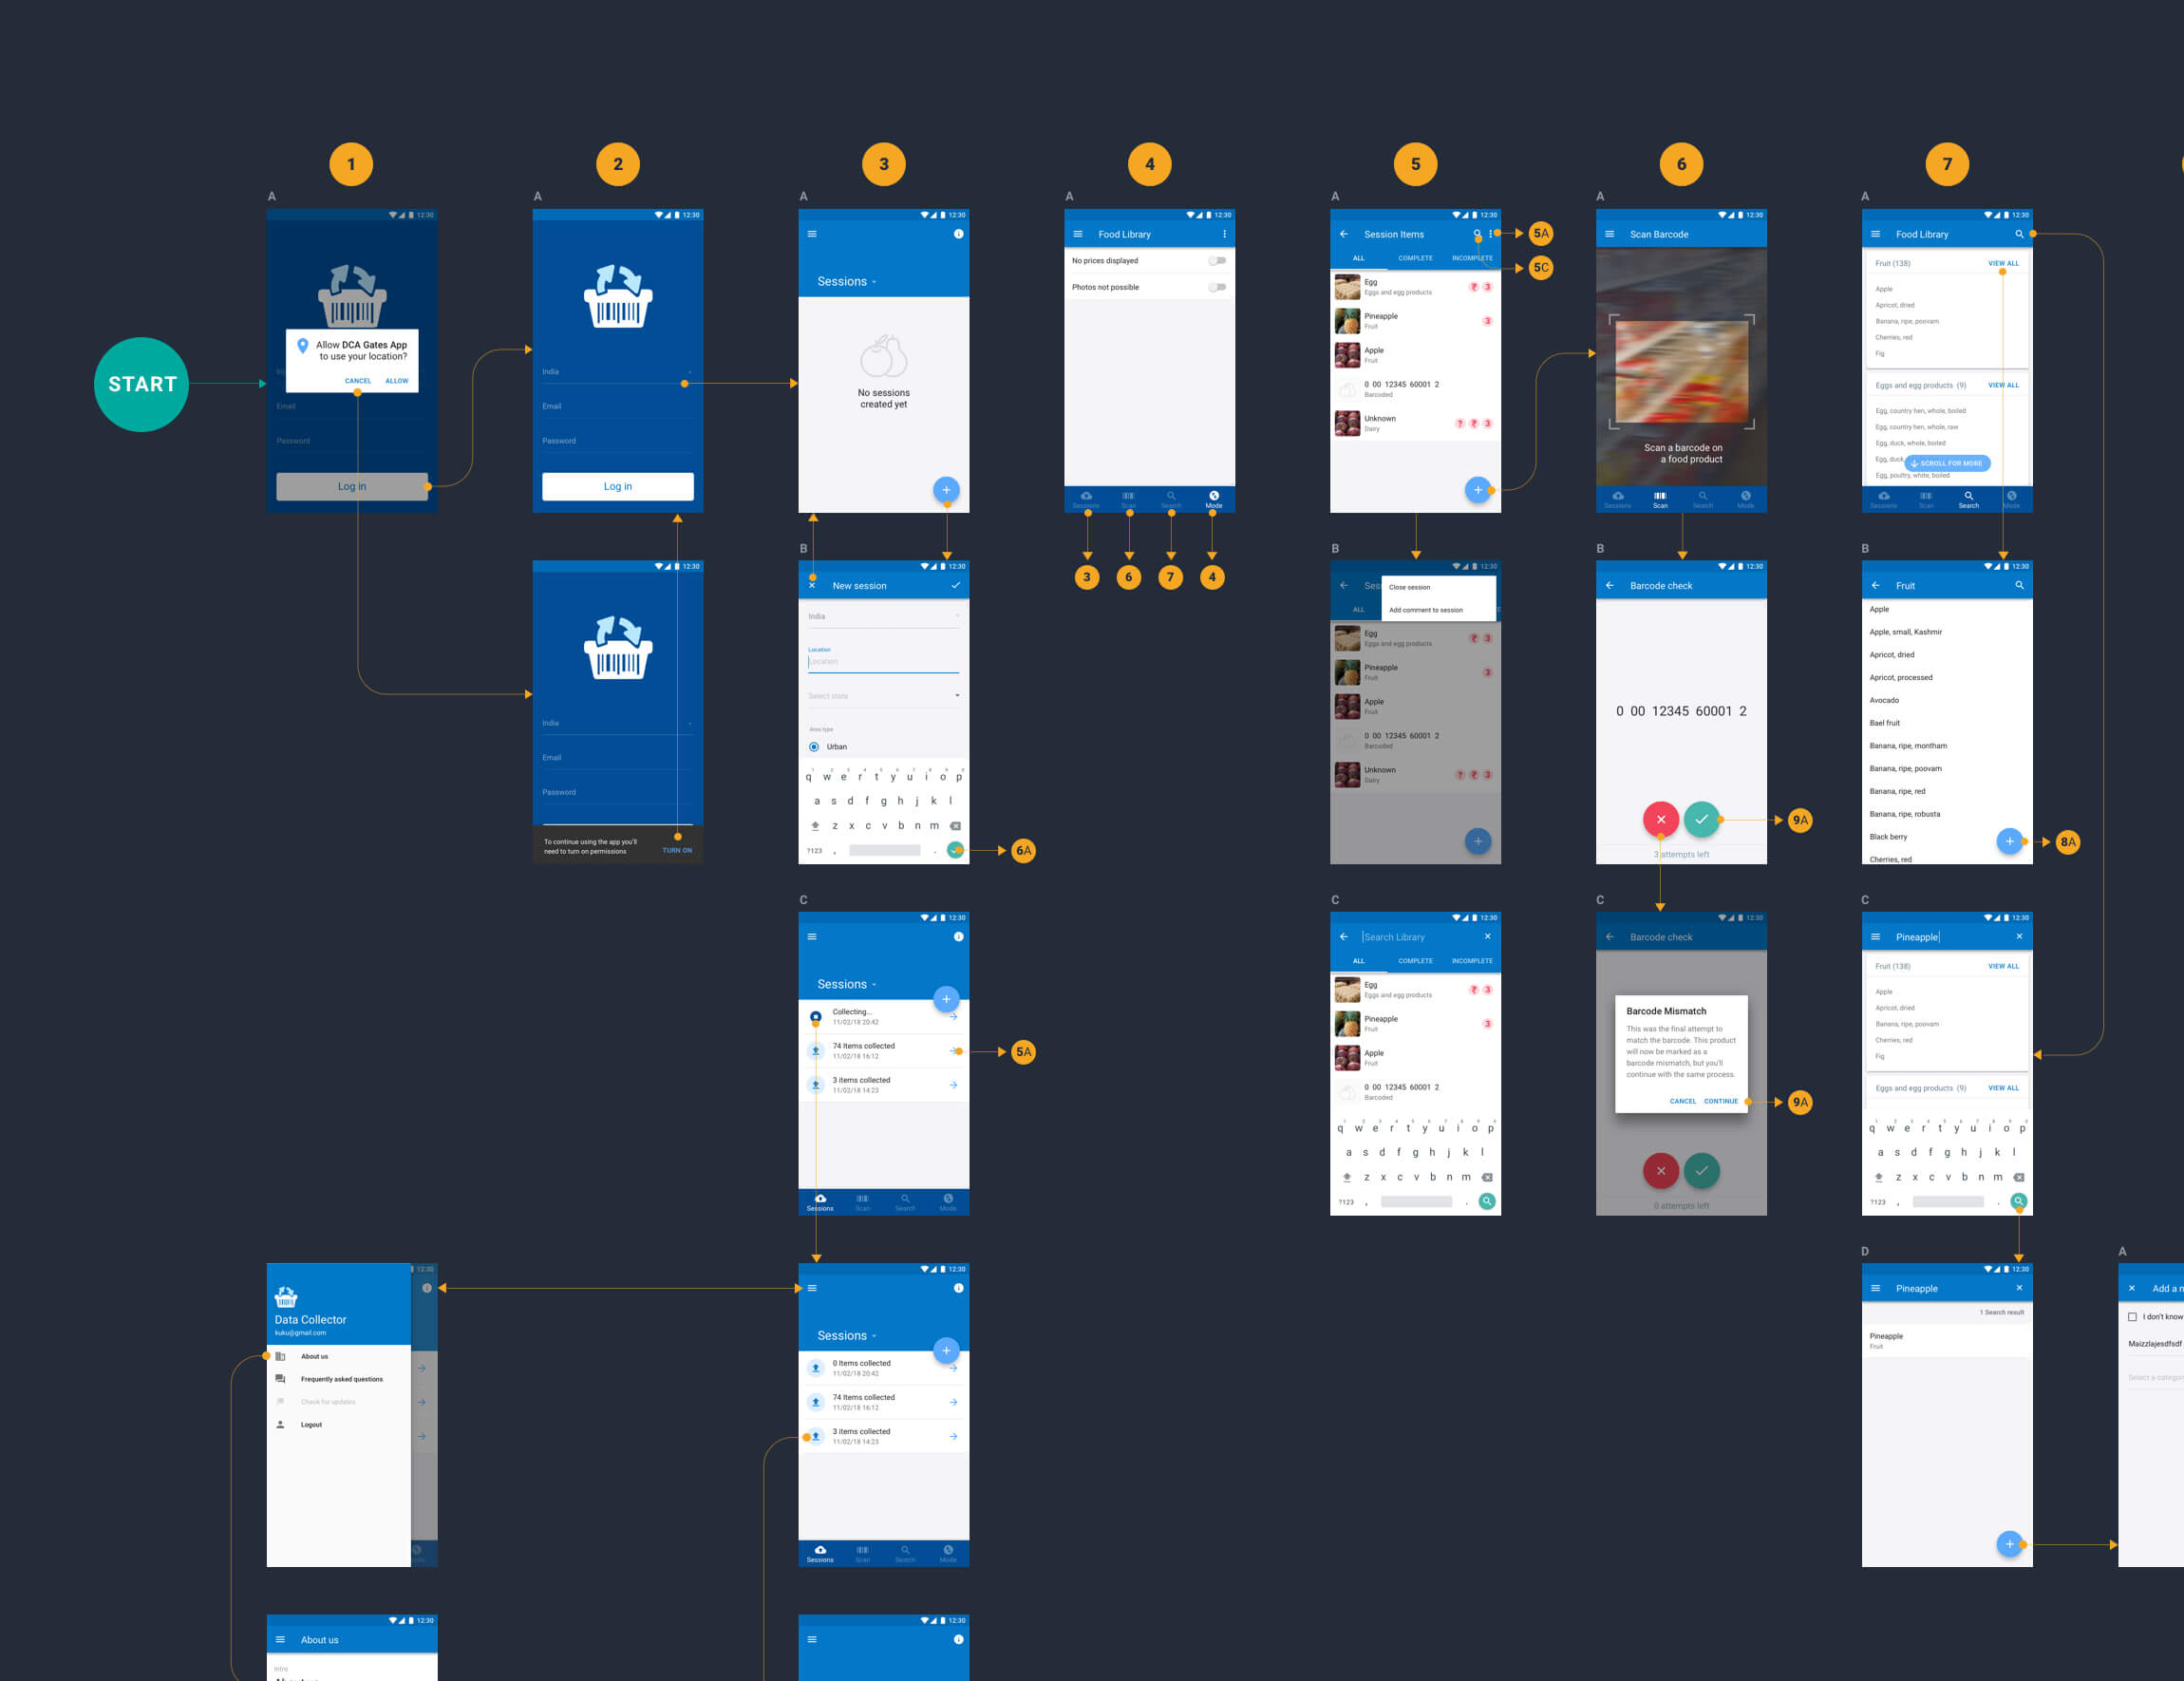 1
2
3
4
5
6
7
START
A
12:30
Allow DCA Gates App
to use your location?
CANCEL ALLOW
Email
Password
Log in
A
12:30
India
Email
Password
Log in
12:30
India
Email
Password
To continue using the app you'll
need to turn on permissions
TURN ON
A
12:30
Sessions
No sessions
created yet
B
12:30
New session
India
Location
Location
Select state
Area type
Urban
q w e r t y u i o p
a s d f g h j k l
z x c v b n m
?123 , .
6A
C
12:30
Sessions
Collecting...
11/02/18 20:42
74 Items collected
11/02/18 16:12
5A
3 items collected
11/02/18 14:23
Sessions Scan Search Mode
12:30
Sessions
0 Items collected
11/02/18 20:42
74 Items collected
11/02/18 16:12
3 items collected
11/02/18 14:23
Sessions Scan Search Mode
12:30
12:30
Data Collector
kuku@gmail.com
About us
Frequently asked questions
Check for updates
Logout
12:30
About us
Intro
A
12:30
Food Library
No prices displayed
Photos not possible
Sessions Scan Search Mode
3 6 7 4
A
12:30
Session Items
5A
5C
ALL COMPLETE INCOMPLETE
Egg
Eggs and egg products
₹ 3
Pineapple
Fruit
3
Apple
Fruit
0 00 12345 60001 2
Barcoded
Unknown
Dairy
? ₹ 3
B
12:30
Close session
Add comment to session
ALL
Egg
Eggs and egg products
₹ 3
Pineapple
Fruit
3
Apple
Fruit
0 00 12345 60001 2
Barcoded
Unknown
Dairy
? ₹ 3
C
12:30
Search Library
ALL COMPLETE INCOMPLETE
Egg
Eggs and egg products
₹ 3
Pineapple
Fruit
3
Apple
Fruit
0 00 12345 60001 2
Barcoded
q w e r t y u i o p
a s d f g h j k l
z x c v b n m
?123 , .
A
12:30
Scan Barcode
Scan a barcode on
a food product
Sessions Scan Search Mode
B
12:30
Barcode check
0 00 12345 60001 2
9A
3 attempts left
C
12:30
Barcode check
Barcode Mismatch
This was the final attempt to
match the barcode. This product
will now be marked as a
barcode mismatch, but you'll
continue with the same process.
CANCEL CONTINUE
9A
0 attempts left
A
12:30
Food Library
Fruit (138) VIEW ALL
Apple
Apricot, dried
Banana, ripe, poovam
Cherries, red
Fig
Eggs and egg products (9) VIEW ALL
Egg, country hen, whole, boiled
Egg, country hen, whole, raw
Egg, duck, whole, boiled
Egg, duck,
SCROLL FOR MORE
Egg, poultry, white, boiled
Sessions Scan Search Mode
B
12:30
Fruit
Apple
Apple, small, Kashmir
Apricot, dried
Apricot, processed
Avocado
Bael fruit
Banana, ripe, montham
Banana, ripe, poovam
Banana, ripe, red
Banana, ripe, robusta
Black berry
8A
Cherries, red
C
12:30
Pineapple
Fruit (138) VIEW ALL
Apple
Apricot, dried
Banana, ripe, poovam
Cherries, red
Fig
Eggs and egg products (9) VIEW ALL
q w e r t y u i o p
a s d f g h j k l
z x c v b n m
?123 , .
D
12:30
Pineapple
1 Search result
Pineapple
Fruit
A
Add a
I don't know
Maizzlajesdfsdf
Select a